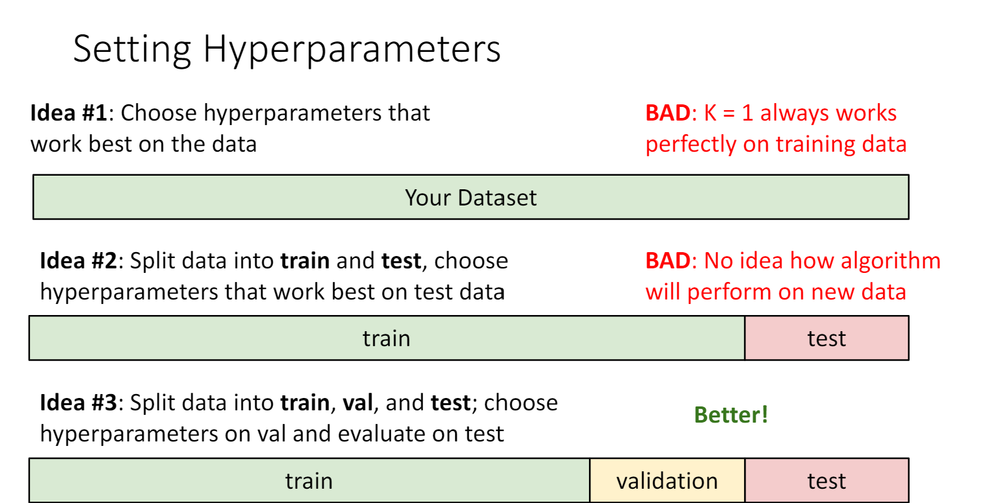 Setting Hyperparameters
Idea #1: Choose hyperparameters that
work best on the data
BAD: K = 1 always works
perfectly on training data
Your Dataset
Idea #2: Split data into train and test, choose
hyperparameters that work best on test data
BAD: No idea how algorithm
will perform on new data
train
test
Idea #3: Split data into train, val, and test; choose
hyperparameters on val and evaluate on test
Better!
train
validation
test